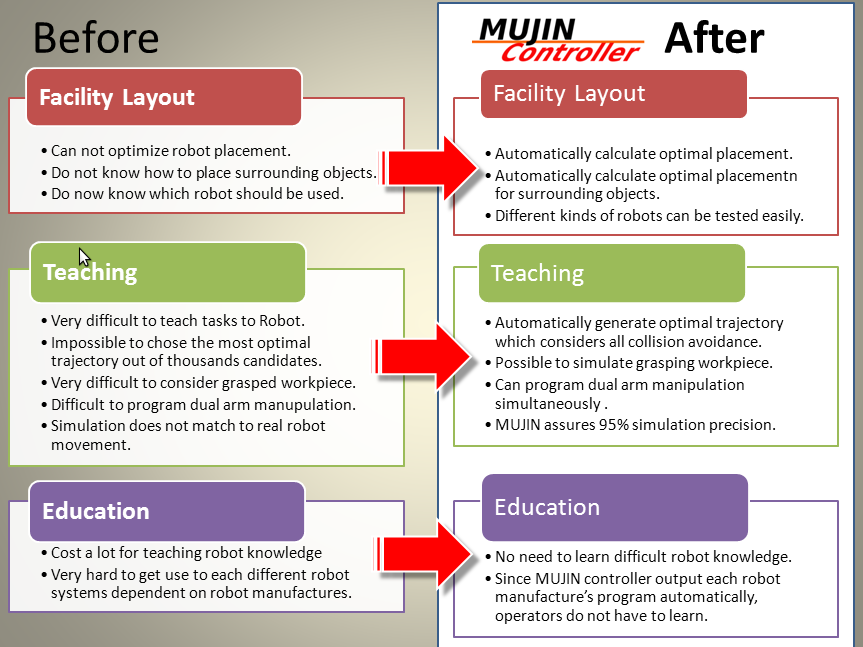 Before
Facility Layout
• Can not optimize robot placement.
• Do not know how to place surrounding objects.
• Do now know which robot should be used.
Teaching
• Very difficult to teach tasks to Robot.
• Impossible to chose the most optimal
trajectory out of thousands candidates.
• Very difficult to consider grasped workpiece.
• Difficult to program dual arm manupulation.
• Simulation does not match to real robot
movement.
Education
• Cost a lot for teaching robot knowledge
• Very hard to get use to each different robot
systems dependent on robot manufactures.
MUJIN
Controller
After
Facility Layout
• Automatically calculate optimal placement.
• Automatically calculate optimal placementn
for surrounding objects.
• Different kinds of robots can be tested easily.
Teaching
• Automatically generate optimal trajectory
which considers all collision avoidance.
• Possible to simulate grasping workpiece.
• Can program dual arm manipulation
simultaneously .
• MUJIN assures 95% simulation precision.
Education
• No need to learn difficult robot knowledge.
• Since MUJIN controller output each robot
manufacture's program automatically,
operators do not have to learn.